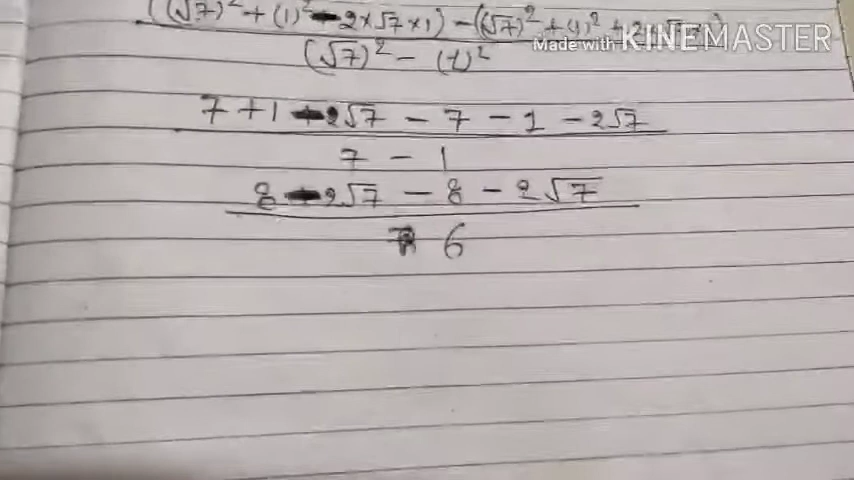 ((√7)² + (1)² - 2×√7×1) - ((√7)² + (1)² + 2×√7×1)
Made with KINEMASTER
(√7)² - (1)²
7 + 1 - 2√7 - 7 - 1 - 2√7
7 - 1
8 - 2√7 - 8 - 2√7
6